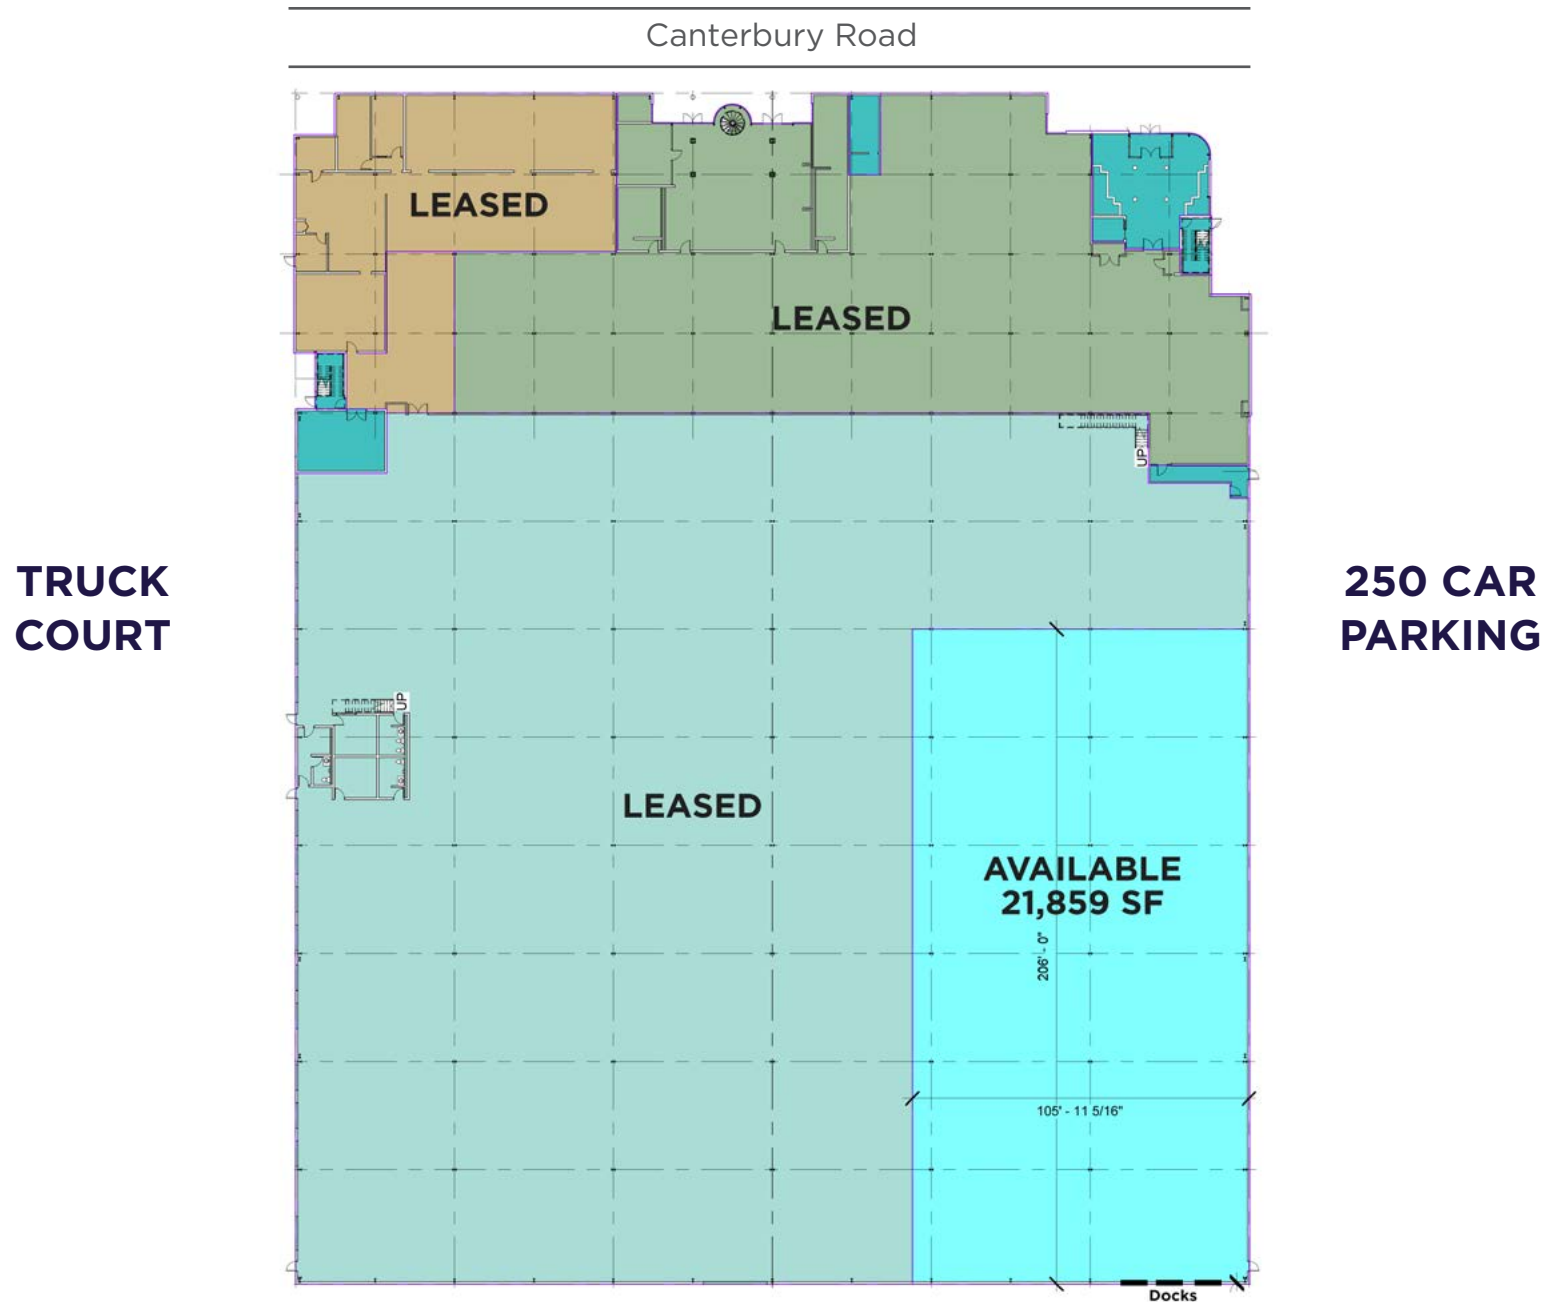 Canterbury Road
LEASED
LEASED
UP
TRUCK
COURT
250 CAR
PARKING
UP
LEASED
AVAILABLE
21,859 SF
206' - 0"
105' - 11 5/16"
Docks